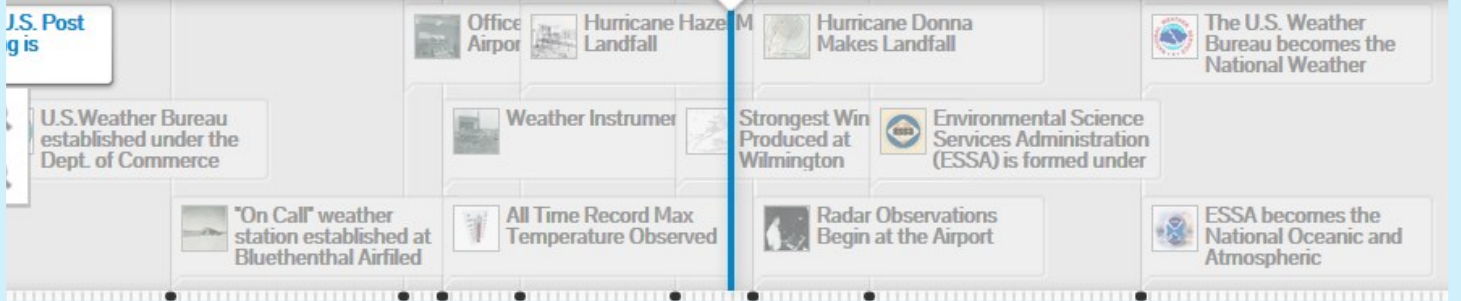 U.S. Post
g is
Office
Airpor
Hurricane Haze M
Landfall
Hurricane Donna
Makes Landfall
The U.S. Weather
Bureau becomes the
National Weather
U.S.Weather Bureau
established under the
Dept. of Commerce
Weather Instrumer
Strongest Win
Produced at
Wilmington
Environmental Science
Services Administration
(ESSA) is formed under
"On Call" weather
station established at
Bluethenthal Airfiled
All Time Record Max
Temperature Observed
Radar Observations
Begin at the Airport
ESSA becomes the
National Oceanic and
Atmospheric